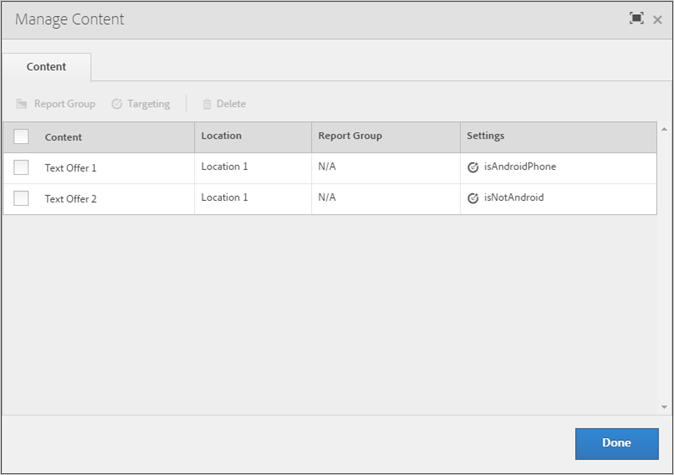 Manage Content
Content
Report Group Targeting Delete
Content Location Report Group Settings
Text Offer 1 Location 1 N/A isAndroidPhone
Text Offer 2 Location 1 N/A isNotAndroid
Done